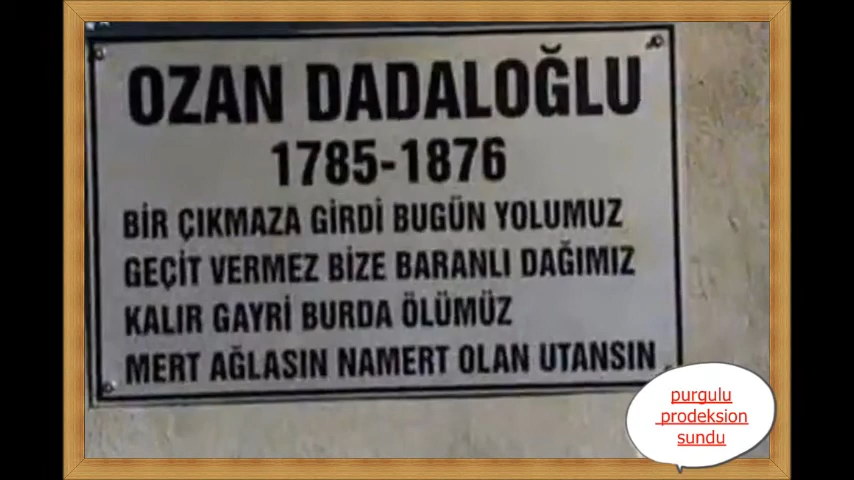 OZAN DADALOĞLU
1785-1876
BİR ÇIKMAZA GİRDİ BUGÜN YOLUMUZ
GEÇİT VERMEZ BİZE BARANLI DAĞIMIZ
KALIR GAYRİ BURDA ÖLÜMÜZ
MERT AĞLASIN NAMERT OLAN UTANSIN
purgulu
prodeksion
sundu